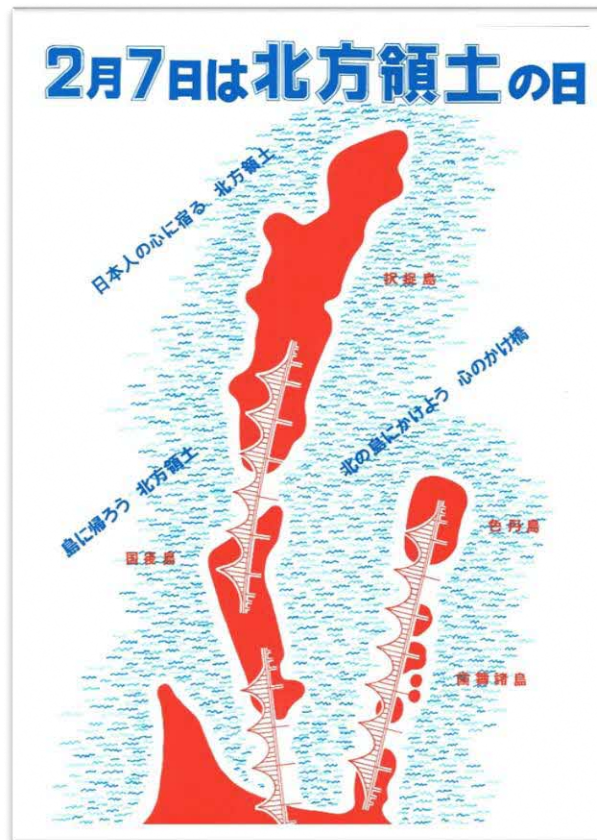 2月7日は北方領土の日
日本人の心に宿る 北方領土
択捉島
北の島にかけよう 心のかけ橋
島に帰ろう 北方領土
色丹島
国後島
歯舞諸島